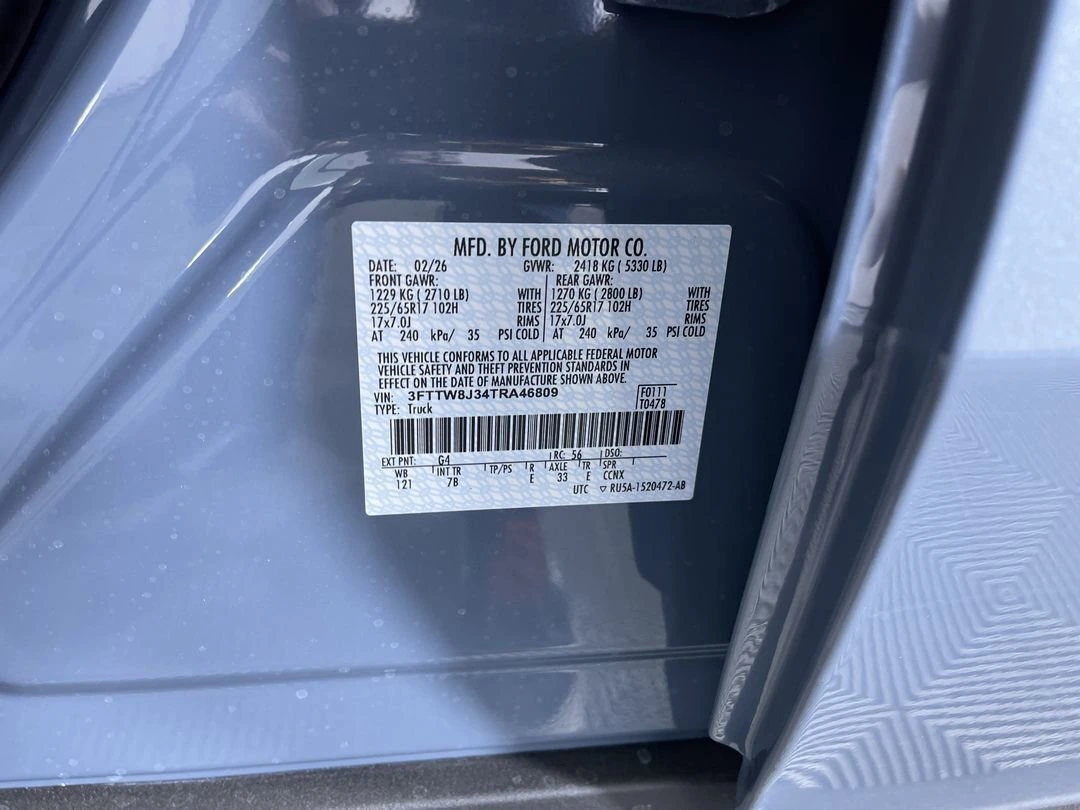 MFD. BY FORD MOTOR CO.
DATE: 02/26 GVWR: 2418 KG ( 5330 LB)
FRONT GAWR: REAR GAWR:
1229 KG ( 2710 LB) WITH 1270 KG ( 2800 LB) WITH
225/65R17 102H TIRES 225/65R17 102H TIRES
17x7.0J RIMS 17x7.0J RIMS
AT 240 kPa/ 35 PSI COLD AT 240 kPa/ 35 PSI COLD
THIS VEHICLE CONFORMS TO ALL APPLICABLE FEDERAL MOTOR
VEHICLE SAFETY AND THEFT PREVENTION STANDARDS IN
EFFECT ON THE DATE OF MANUFACTURE SHOWN ABOVE.
VIN: 3FTTW8J34TRA46809 F0111
TYPE: Truck T0478
EXT PNT: G4 RC: 56 DSO:
WB INT TR TP/PS R AXLE TR SPR
121 7B E 33 E CCNX
UTC ▽ RU5A-1520472-AB